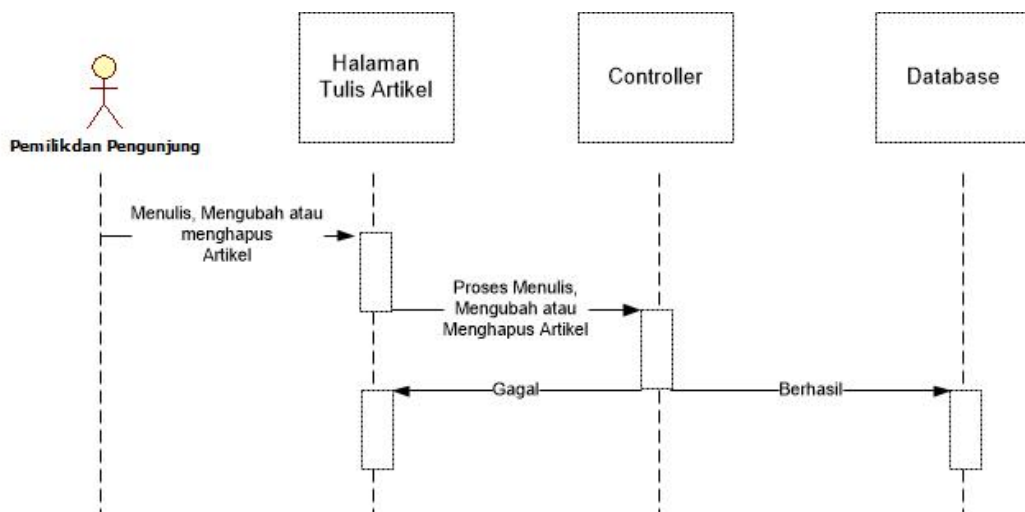 Halaman
Tulis Artikel
Controller
Database
Pemilikdan Pengunjung
Menulis, Mengubah atau
menghapus
Artikel
Proses Menulis,
Mengubah atau
Menghapus Artikel
Gagal
Berhasil